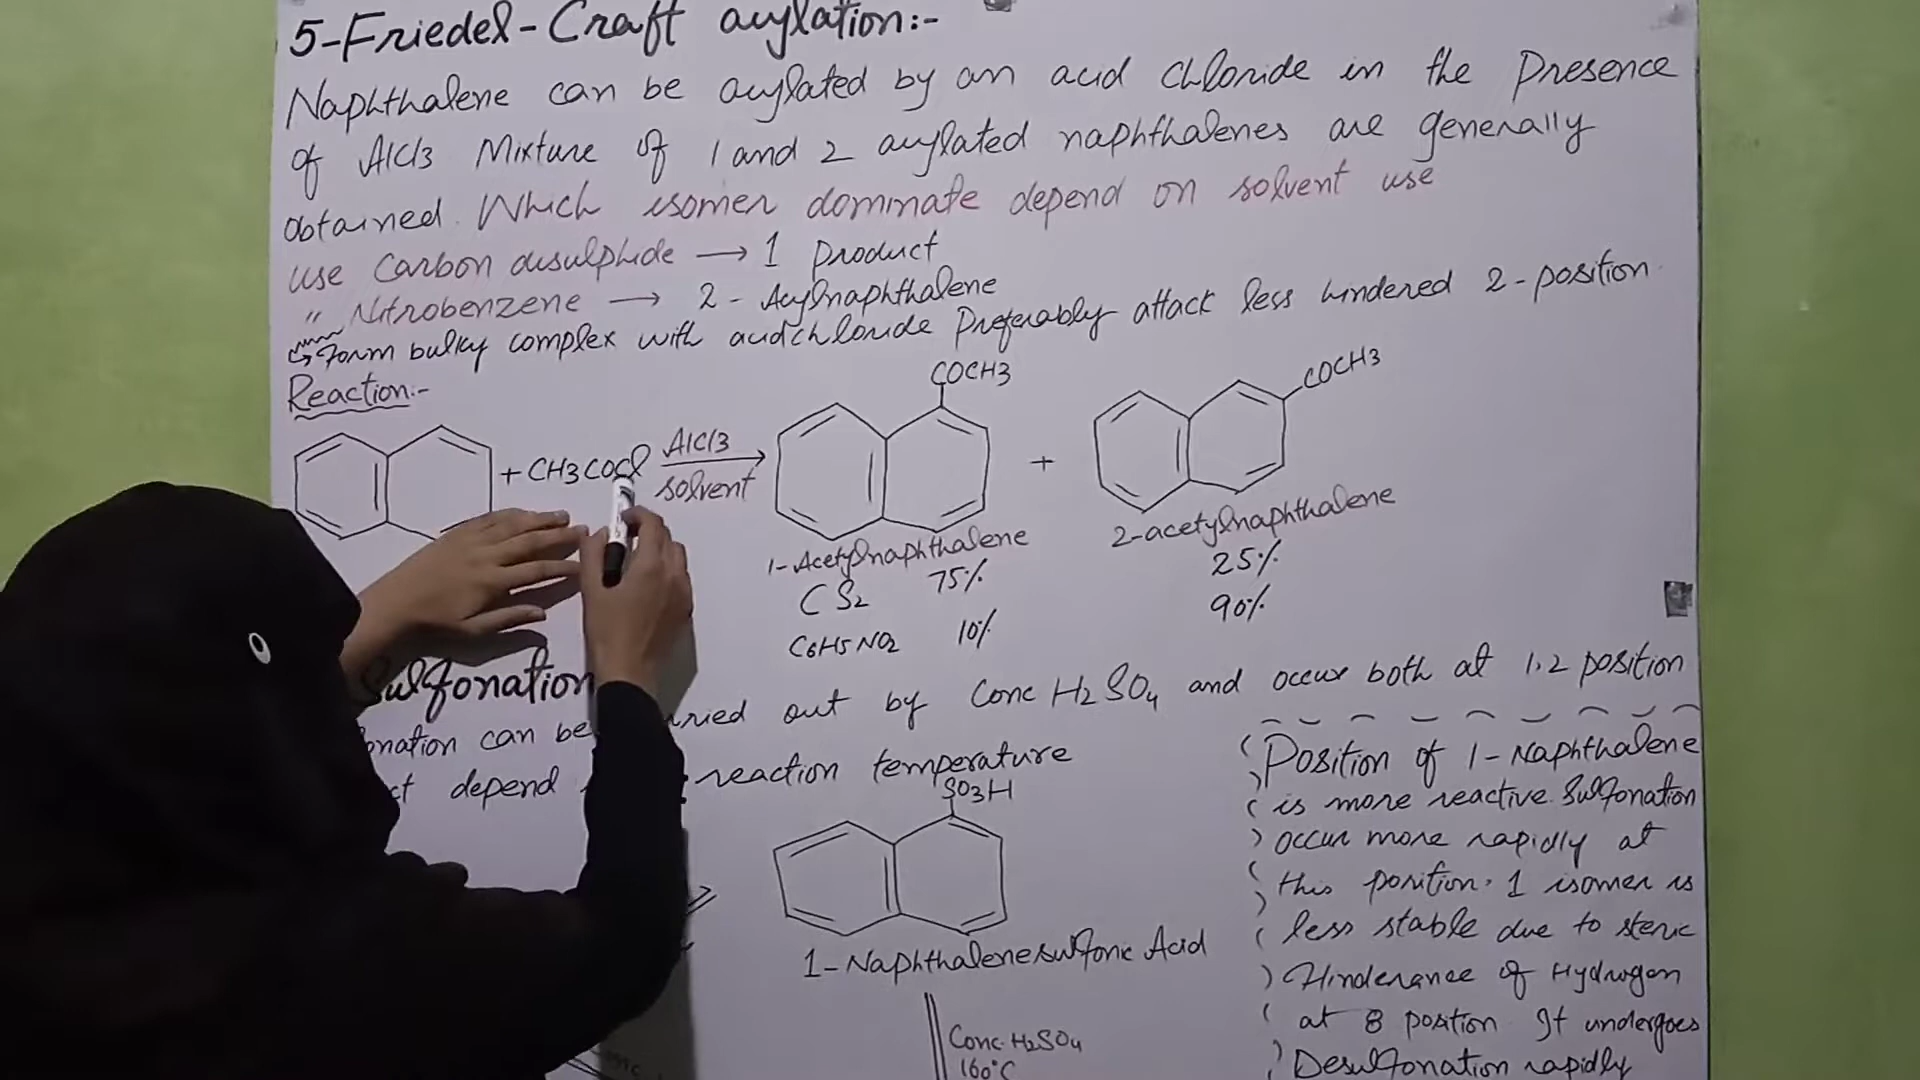 5-Friedel-Craft acylation:-
Naphthalene can be acylated by an acid chloride in the Presence
of AlCl3 Mixture of 1 and 2 acylated naphthalenes are generally
obtained. Which isomer dominate depend on solvent use
use Carbon disulphide → 1 Product
" Nitrobenzene → 2-Acylnaphthalene
Form bulky complex with acidchloride Preferably attack less hindered 2-position
Reaction:-
COCH3
COCH3
+ CH3COCl AlCl3
solvent
+
1-Acetylnaphthalene
2-acetylnaphthalene
CS2 75% 25%
C6H5NO2 10% 90%
Sulfonation
can be out by Conc H2SO4 and occur both at 1,2 position
depend reaction temperature
SO3H
1-Naphthalenesulfonic Acid
Conc. H2SO4
160°C
Position of 1-Naphthalene
is more reactive. Sulfonation
occur more rapidly at
this position. 1 isomer is
less stable due to steric
Hinderance of Hydrogen
at 8 position It undergoes
Desulfonation rapidly